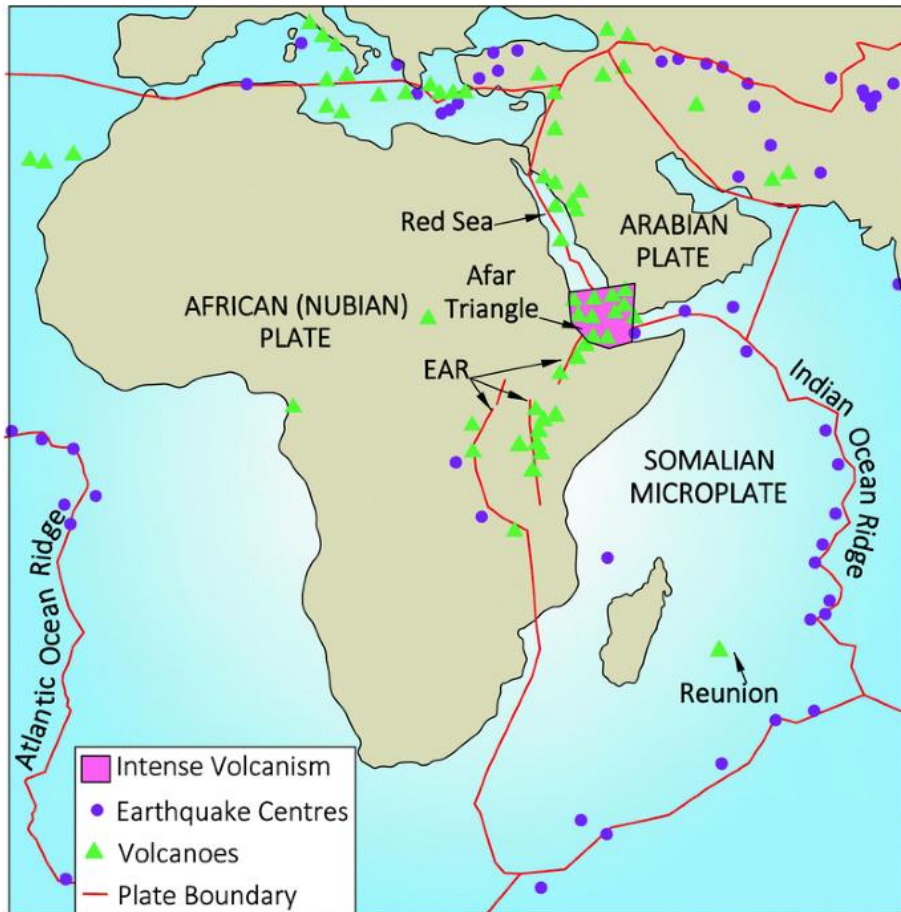 Red Sea
ARABIAN
PLATE
Afar
Triangle
AFRICAN (NUBIAN)
PLATE
EAR
Indian Ocean Ridge
SOMALIAN
MICROPLATE
Atlantic Ocean Ridge
Reunion
Intense Volcanism
Earthquake Centres
Volcanoes
Plate Boundary